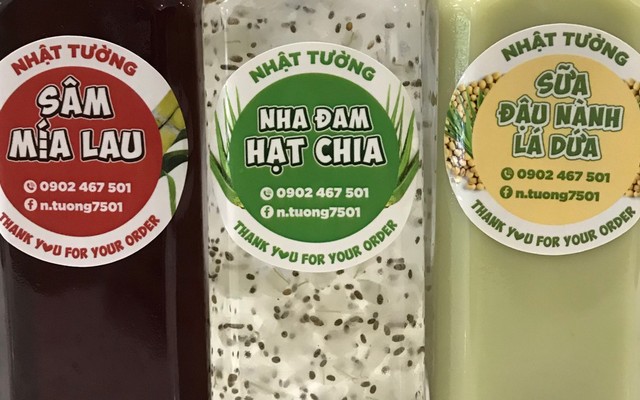 NHẬT TƯỜNG
SÂM
MÍA LAU
0902 467 501
n.tuong7501
THANK YOU FOR YOUR ORDER
NHẬT TƯỜNG
NHA ĐAM
HẠT CHIA
0902 467 501
n.tuong7501
THANK YOU FOR YOUR ORDER
NHẬT TƯỜNG
SỮA
ĐẬU NÀNH
LÁ DỨA
0902 467 501
n.tuong7501
THANK YOU FOR YOUR ORDER